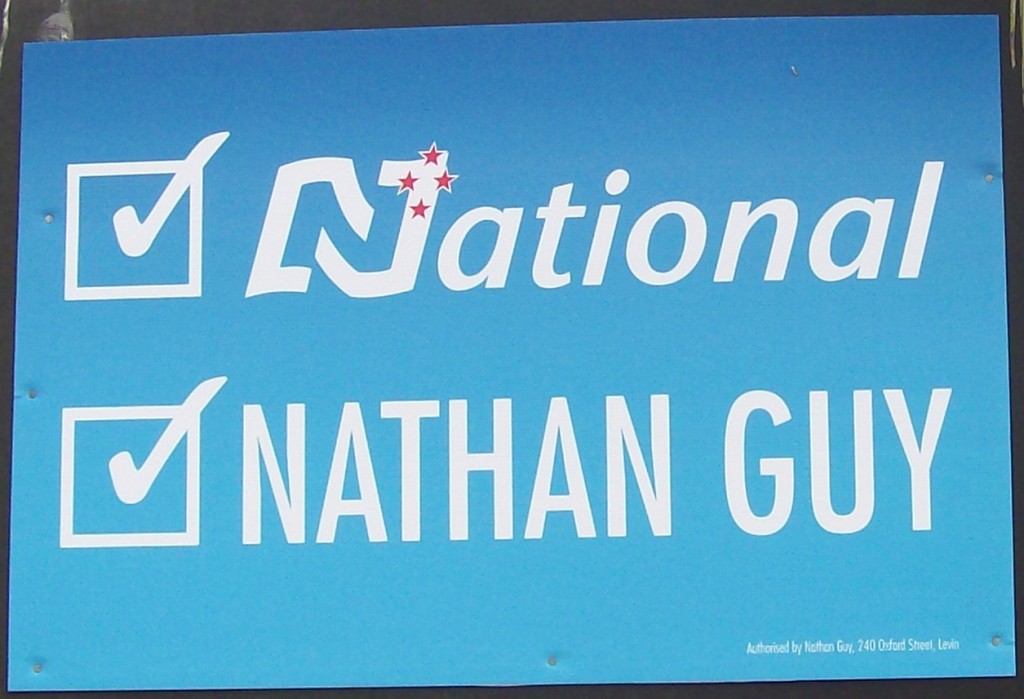 National
NATHAN GUY
Authorised by Nathan Guy, 240 Oxford Street, Levin